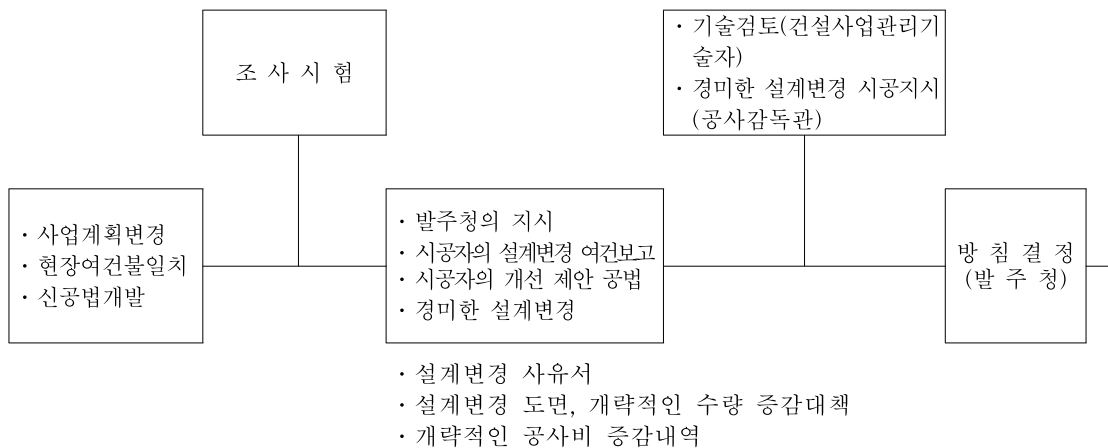 조 사 시 험
· 기술검토(건설사업관리기
술자)
· 경미한 설계변경 시공지시
(공사감독관)
· 사업계획변경
· 현장여건불일치
· 신공법개발
· 발주청의 지시
· 시공자의 설계변경 여건보고
· 시공자의 개선 제안 공법
· 경미한 설계변경
방 침 결 정
(발 주 청)
· 설계변경 사유서
· 설계변경 도면, 개략적인 수량 증감대책
· 개략적인 공사비 증감내역